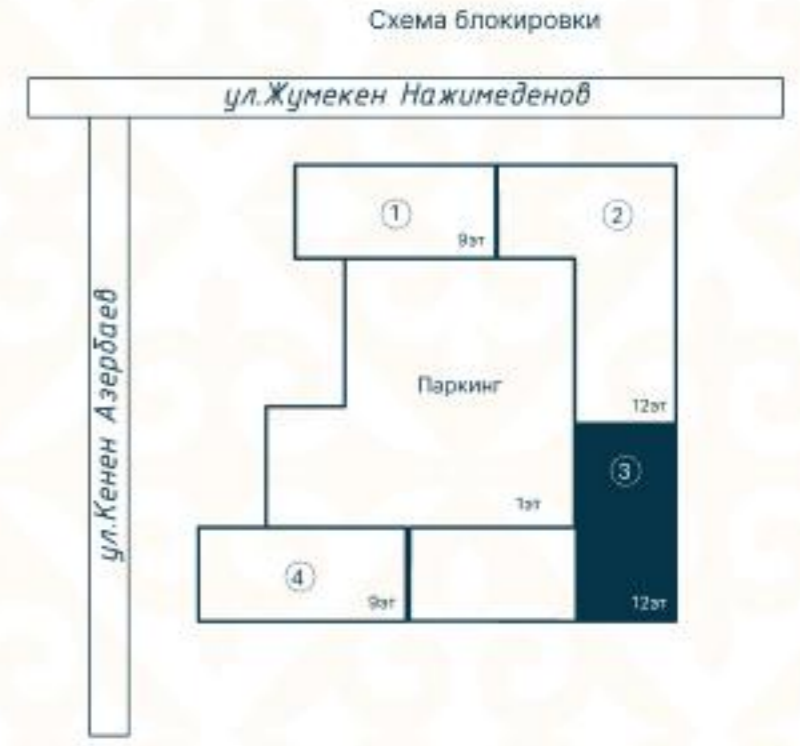 Схема блокировки
ул.Жумекен Нажимеденов
1
2
9эт
ул.Кенен Азербаев
Паркинг
12эт
3
1эт
4
9эт
12эт